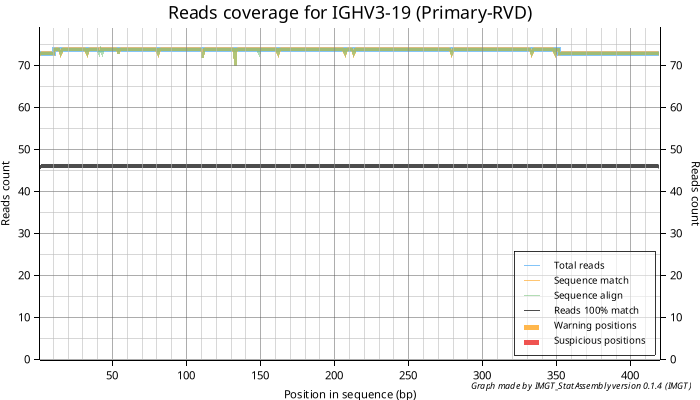 Reads coverage for IGHV3-19 (Primary-RVD)
70 70
60 60
50 50
40 40
30 30
20 20
10 10
0 0
Reads count
Reads count
Total reads
Sequence match
Sequence align
Reads 100% match
Warning positions
Suspicious positions
50 100 150 200 250 300 350 400
Position in sequence (bp)
Graph made by IMGT_StatAssembly version 0.1.4 (IMGT)